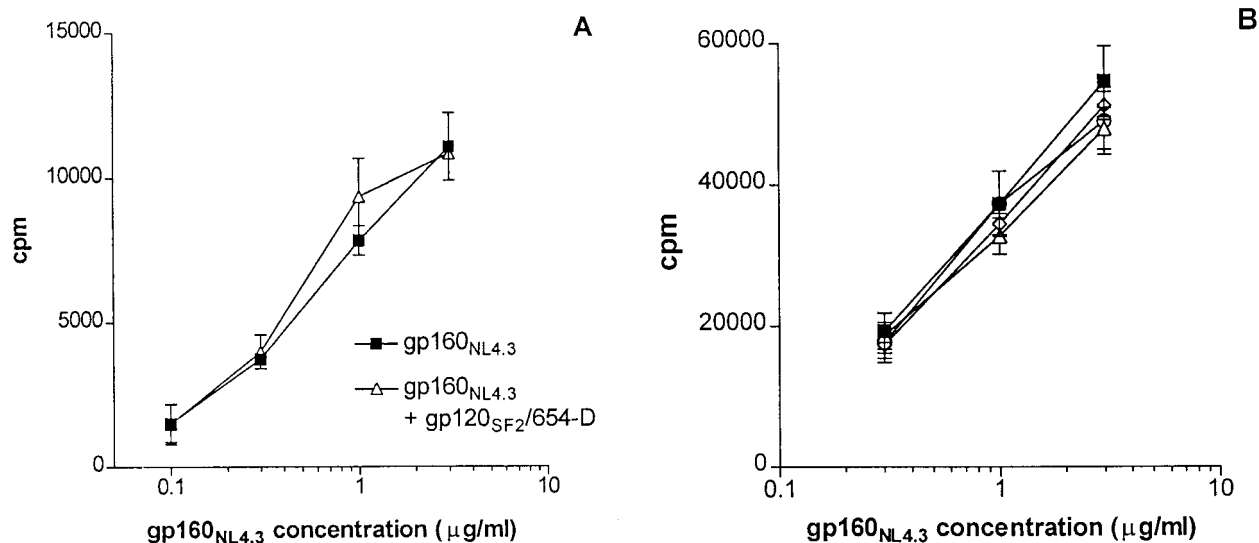 A
15000
10000
5000
0
cpm
0.1
1
10
gp160NL4.3 concentration (μg/ml)
gp160NL4.3
gp160NL4.3
+ gp120SF2/654-D
B
60000
40000
20000
0
cpm
0.1
1
10
gp160NL4.3 concentration (μg/ml)